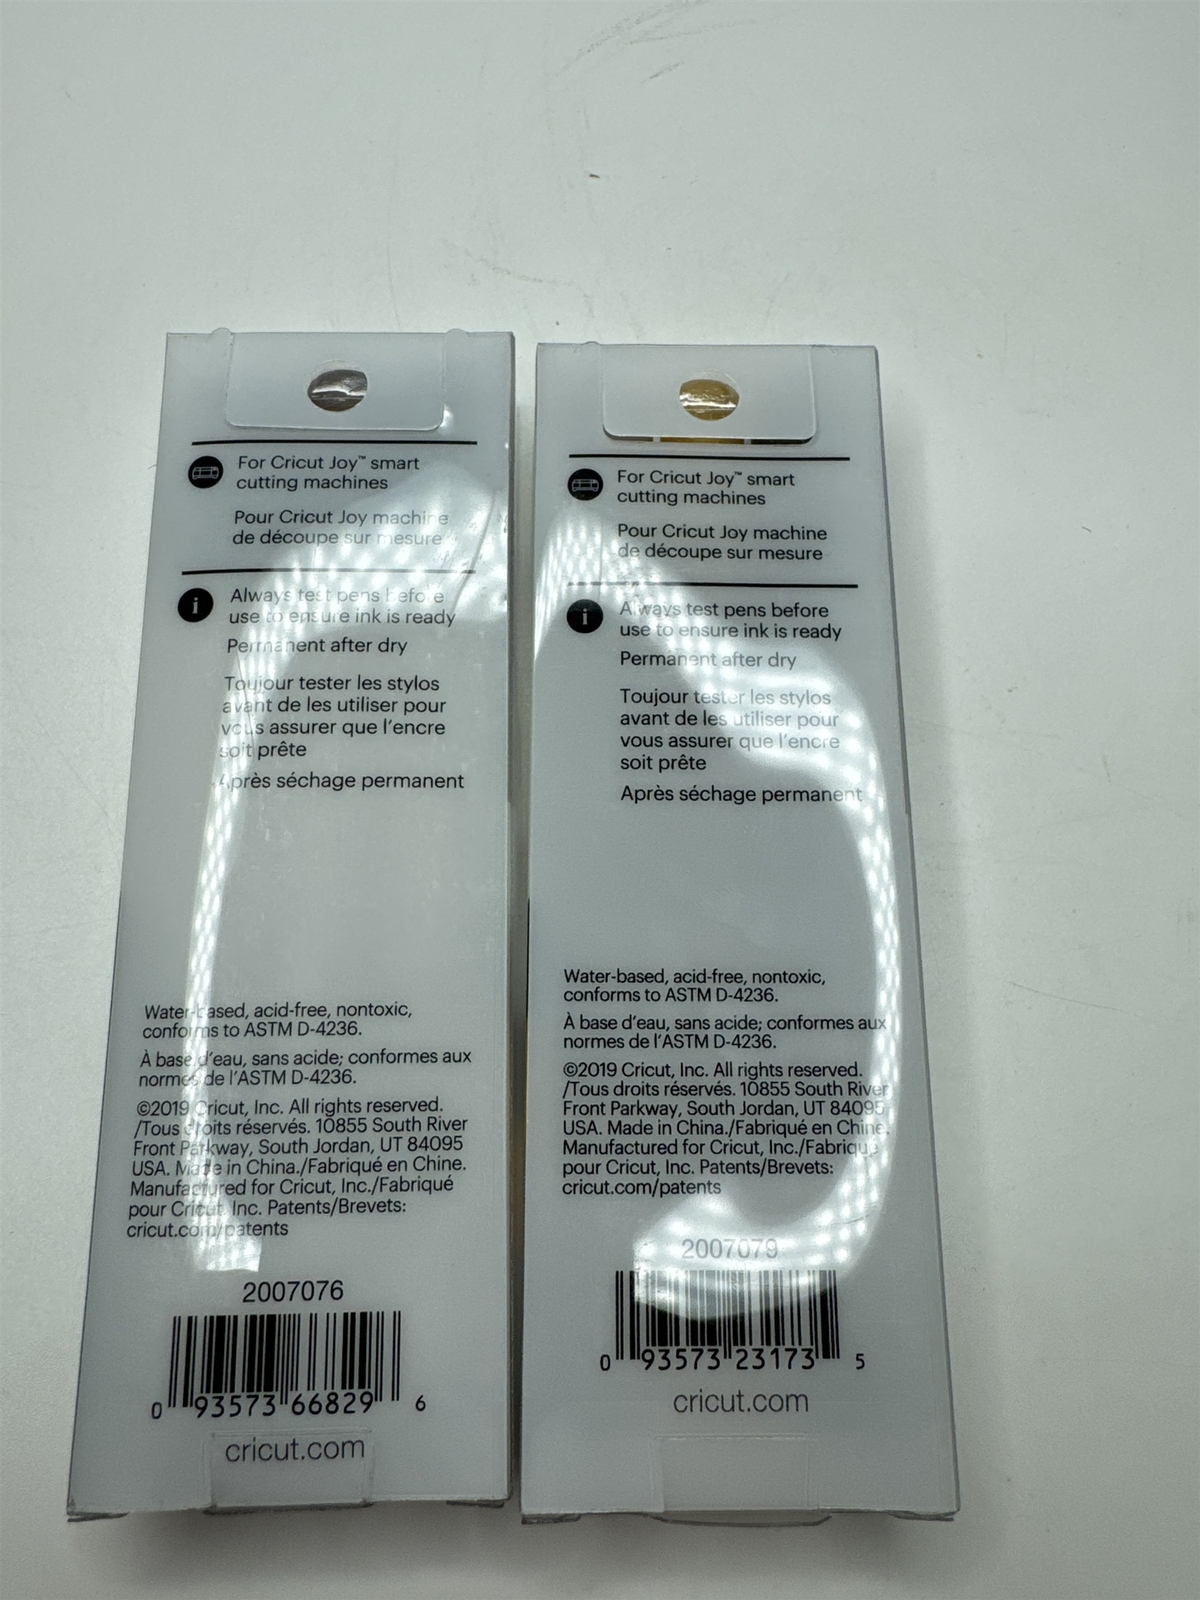 For Cricut Joy™ smart
cutting machines
Pour Cricut Joy machine
de découpe sur mesure
Always test pens before
use to ensure ink is ready
Permanent after dry
Toujour tester les stylos
avant de les utiliser pour
vous assurer que l'encre
soit prête
Après séchage permanent
Water-based, acid-free, nontoxic,
conforms to ASTM D-4236.
À base d'eau, sans acide; conformes aux
normes de l'ASTM D-4236.
©2019 Cricut, Inc. All rights reserved.
/Tous droits réservés. 10855 South River
Front Parkway, South Jordan, UT 84095
USA. Made in China./Fabriqué en Chine.
Manufactured for Cricut, Inc./Fabriqué
pour Cricut, Inc. Patents/Brevets:
cricut.com/patents
2007076
0 93573 66829 6
cricut.com
For Cricut Joy™ smart
cutting machines
Pour Cricut Joy machine
de découpe sur mesure
Always test pens before
use to ensure ink is ready
Permanent after dry
Toujour tester les stylos
avant de les utiliser pour
vous assurer que l'encre
soit prête
Après séchage permanent
Water-based, acid-free, nontoxic,
conforms to ASTM D-4236.
À base d'eau, sans acide; conformes aux
normes de l'ASTM D-4236.
©2019 Cricut, Inc. All rights reserved.
/Tous droits réservés. 10855 South River
Front Parkway, South Jordan, UT 84095
USA. Made in China./Fabriqué en Chine.
Manufactured for Cricut, Inc./Fabriqué
pour Cricut, Inc. Patents/Brevets:
cricut.com/patents
2007079
0 93573 23173 5
cricut.com